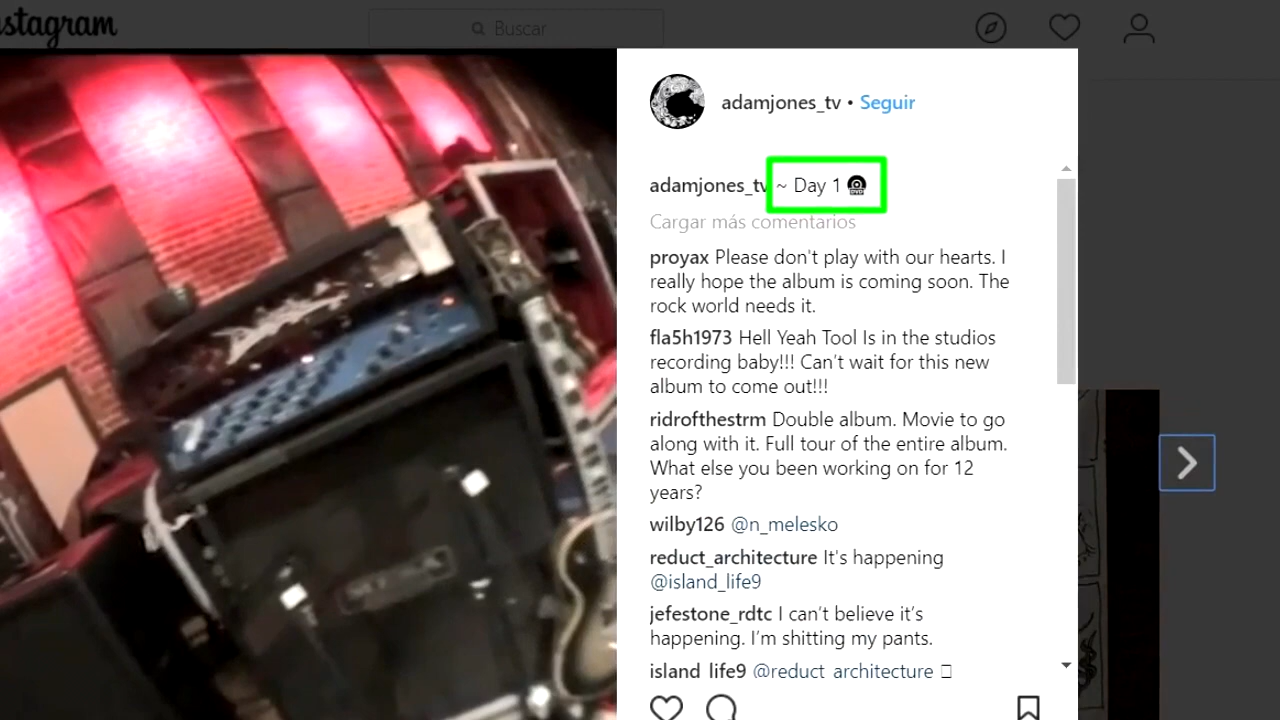 stagram
Buscar
adamjones_tv • Seguir
adamjones_tv ~ Day 1
Cargar más comentarios
proyax Please don't play with our hearts. I
really hope the album is coming soon. The
rock world needs it.
fla5h1973 Hell Yeah Tool Is in the studios
recording baby!!! Can't wait for this new
album to come out!!!
ridrofthestrm Double album. Movie to go
along with it. Full tour of the entire album.
What else you been working on for 12
years?
wilby126 @n_melesko
reduct_architecture It's happening
@island_life9
jefestone_rdtc I can't believe it's
happening. I'm shitting my pants.
island_life9 @reduct_architecture